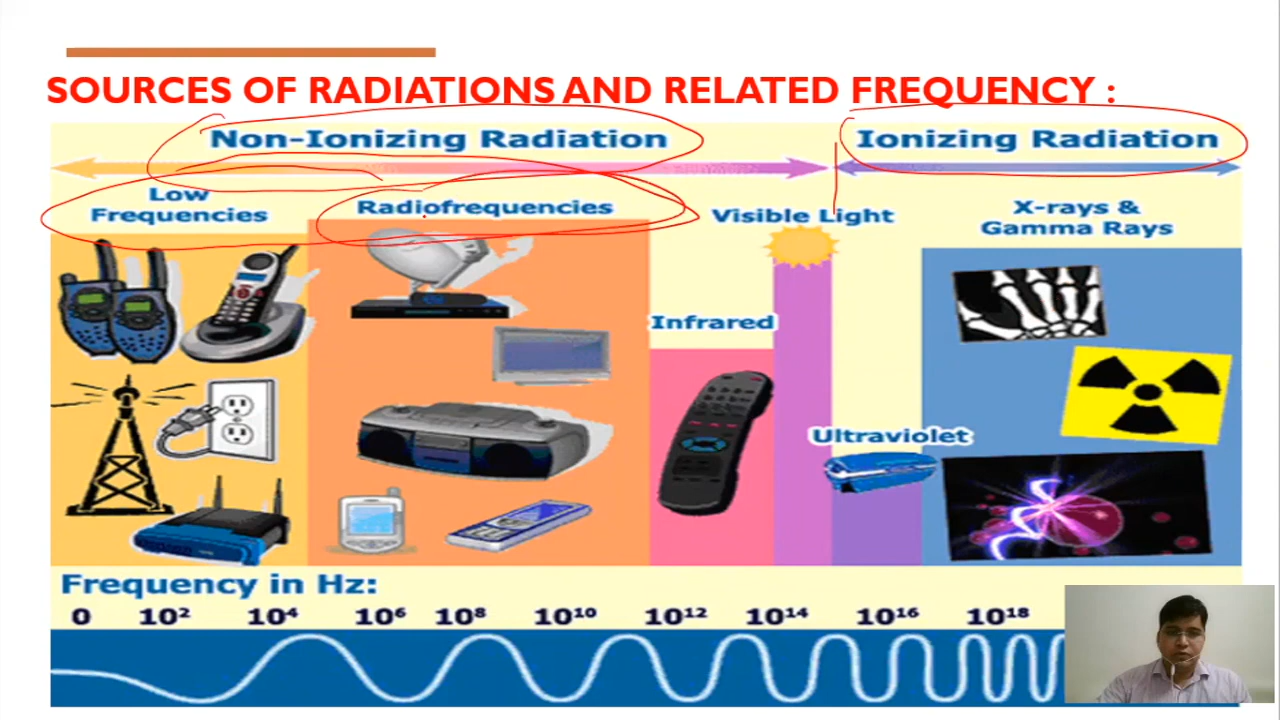 SOURCES OF RADIATIONS AND RELATED FREQUENCY :
Non-Ionizing Radiation
Ionizing Radiation
Low
Frequencies
Radiofrequencies
Visible Light
X-rays &
Gamma Rays
Infrared
Ultraviolet
Frequency in Hz:
0 10² 10⁴ 10⁶ 10⁸ 10¹⁰ 10¹² 10¹⁴ 10¹⁶ 10¹⁸